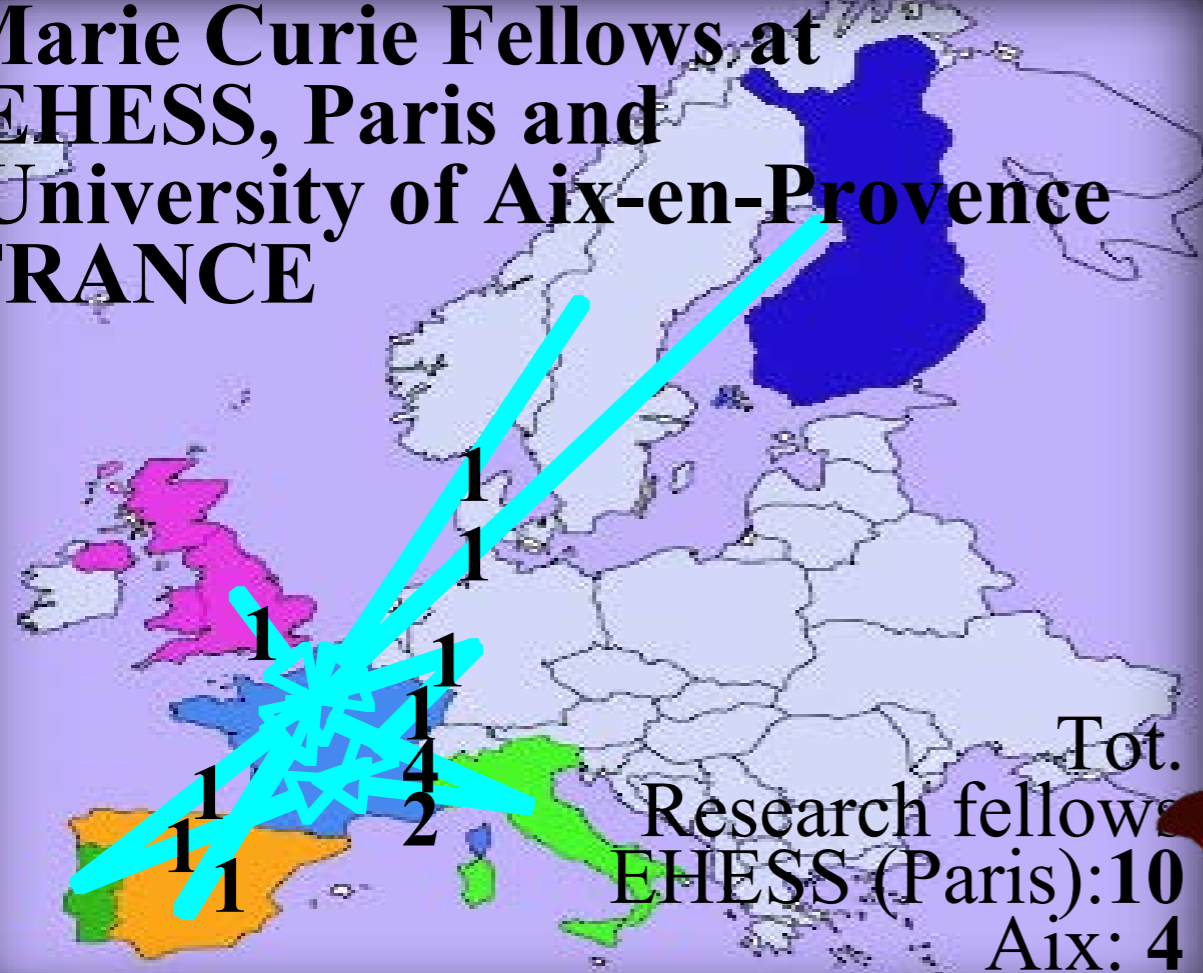 Marie Curie Fellows at
EHESS, Paris and
University of Aix-en-Provence
FRANCE
1
1
1
1
1
4
1
2
1
1
Tot.
Research fellows
EHESS (Paris):10
Aix: 4